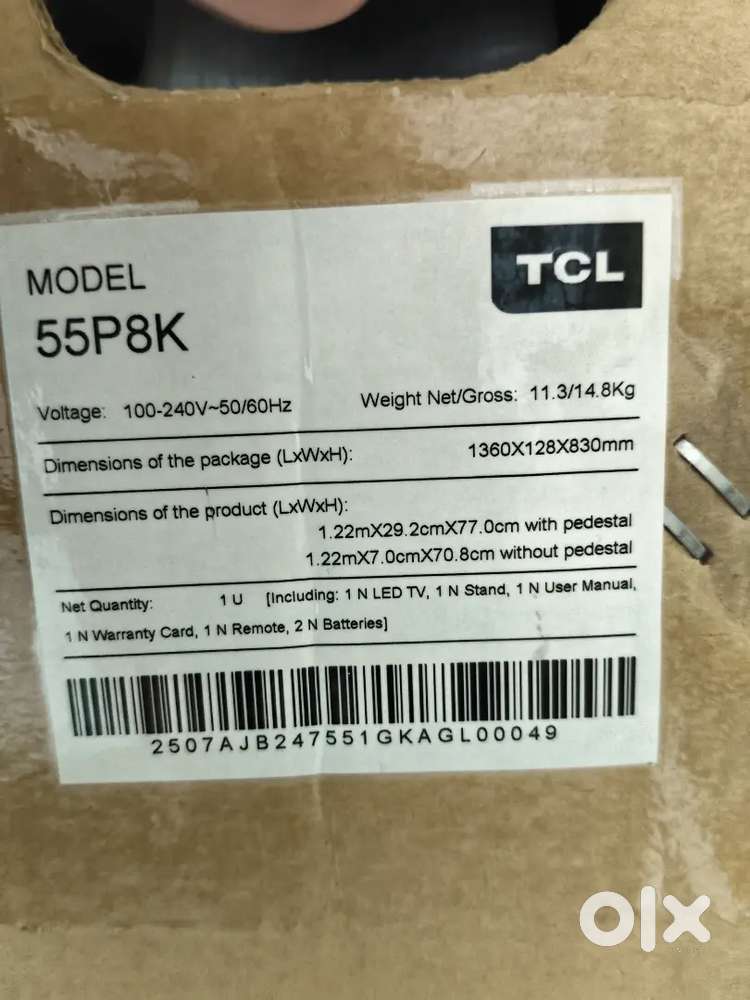 TCL
MODEL
55P8K
Voltage: 100-240V~50/60Hz Weight Net/Gross: 11.3/14.8Kg
Dimensions of the package (LxWxH): 1360X128X830mm
Dimensions of the product (LxWxH):
1.22mX29.2cmX77.0cm with pedestal
1.22mX7.0cmX70.8cm without pedestal
Net Quantity: 1 U [Including: 1 N LED TV, 1 N Stand, 1 N User Manual,
1 N Warranty Card, 1 N Remote, 2 N Batteries]
2507AJB247551GKAGL00049
olx